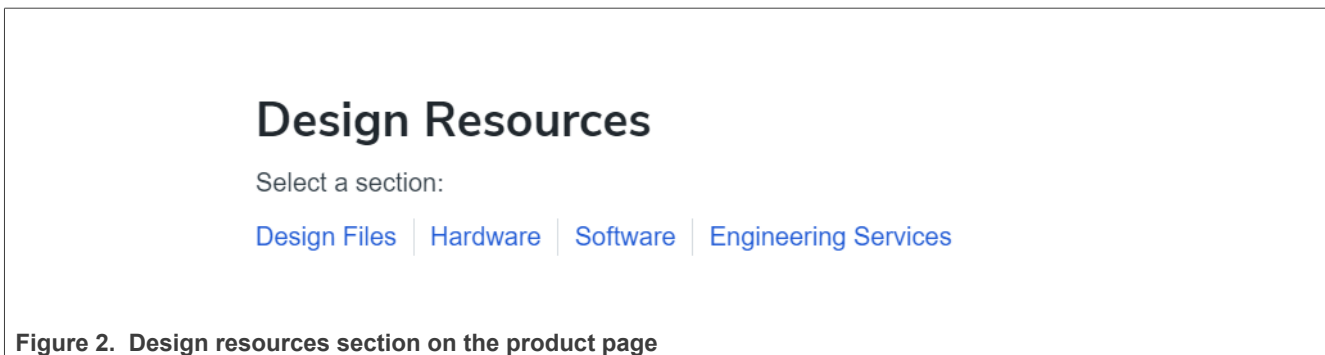 Design Resources
Select a section:
Design Files Hardware Software Engineering Services
Figure 2. Design resources section on the product page